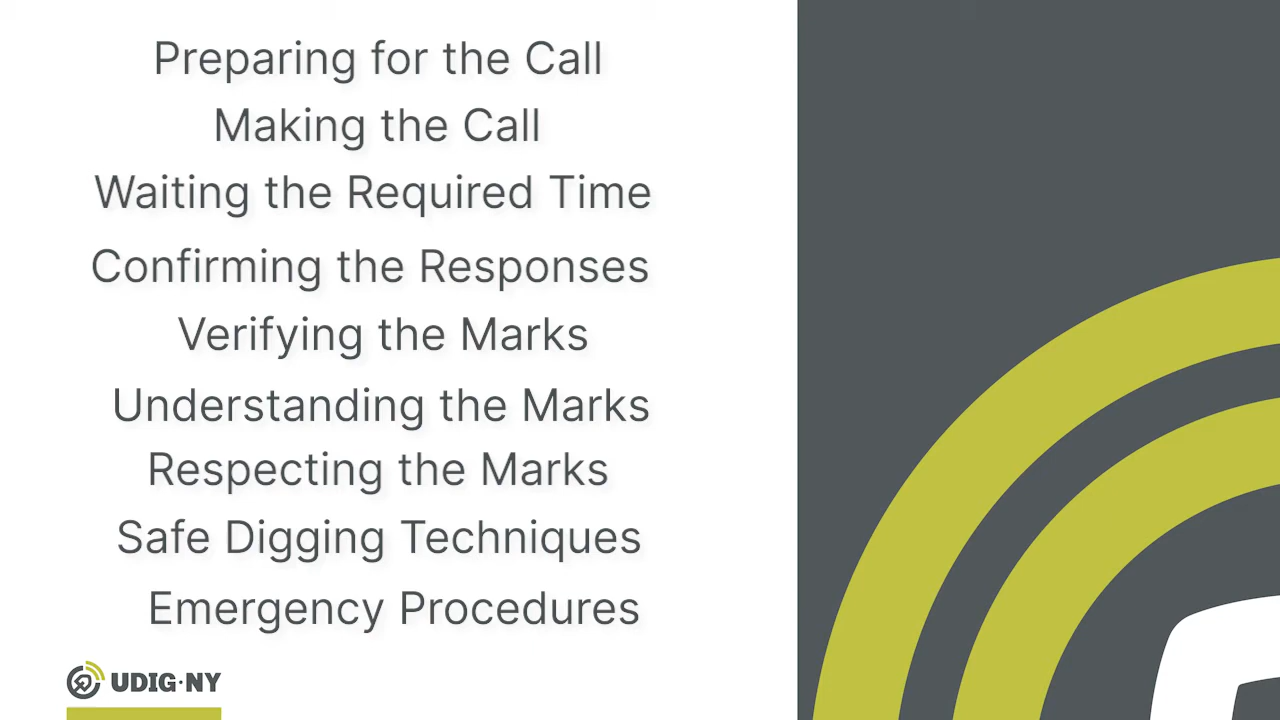 Preparing for the Call
Making the Call
Waiting the Required Time
Confirming the Responses
Verifying the Marks
Understanding the Marks
Respecting the Marks
Safe Digging Techniques
Emergency Procedures
UDIG·NY